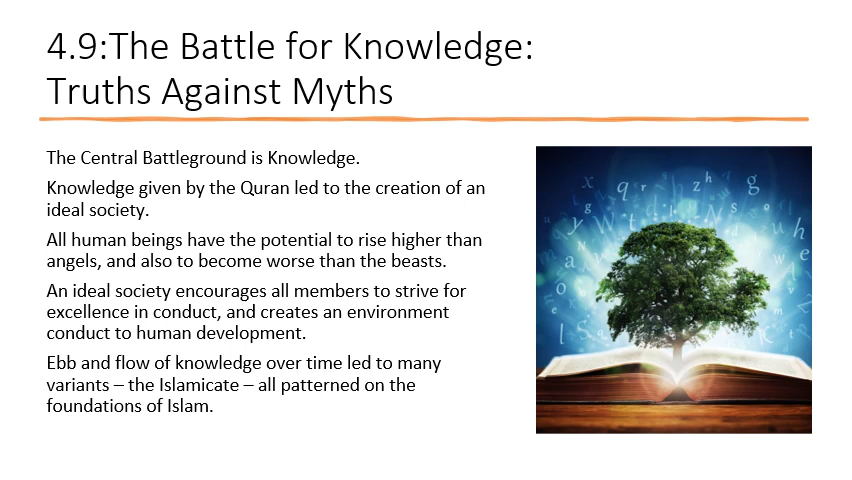 4.9:The Battle for Knowledge:
Truths Against Myths
The Central Battleground is Knowledge.
Knowledge given by the Quran led to the creation of an
ideal society.
All human beings have the potential to rise higher than
angels, and also to become worse than the beasts.
An ideal society encourages all members to strive for
excellence in conduct, and creates an environment
conduct to human development.
Ebb and flow of knowledge over time led to many
variants – the Islamicate – all patterned on the
foundations of Islam.